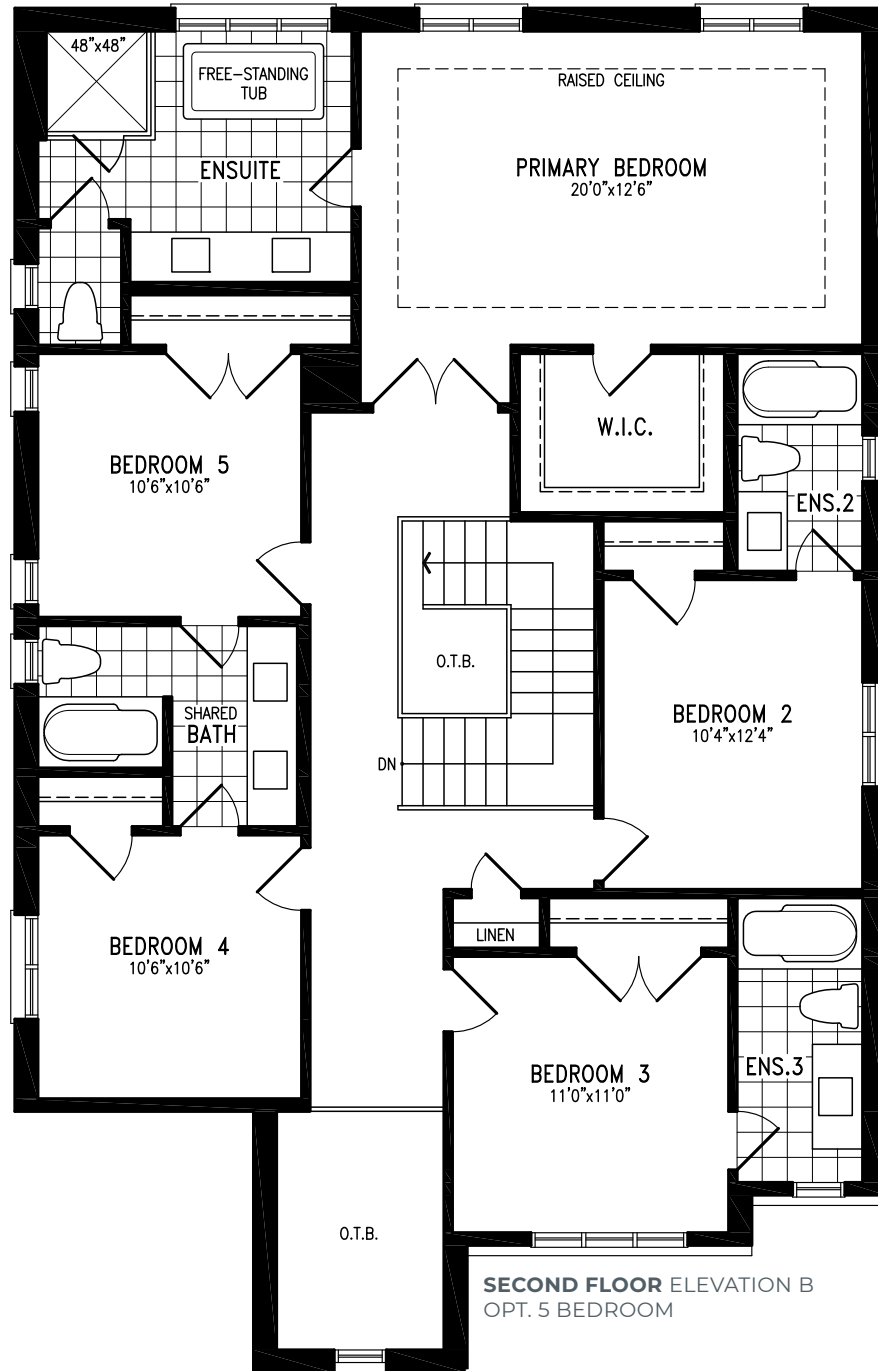 48"x48"
FREE-STANDING
TUB
RAISED CEILING
ENSUITE
PRIMARY BEDROOM
20'0"x12'6"
W.I.C.
BEDROOM 5
10'6"x10'6"
ENS.2
O.T.B.
SHARED
BATH
BEDROOM 2
10'4"x12'4"
DN
LINEN
BEDROOM 4
10'6"x10'6"
BEDROOM 3
11'0"x11'0"
ENS.3
O.T.B.
SECOND FLOOR ELEVATION B
OPT. 5 BEDROOM